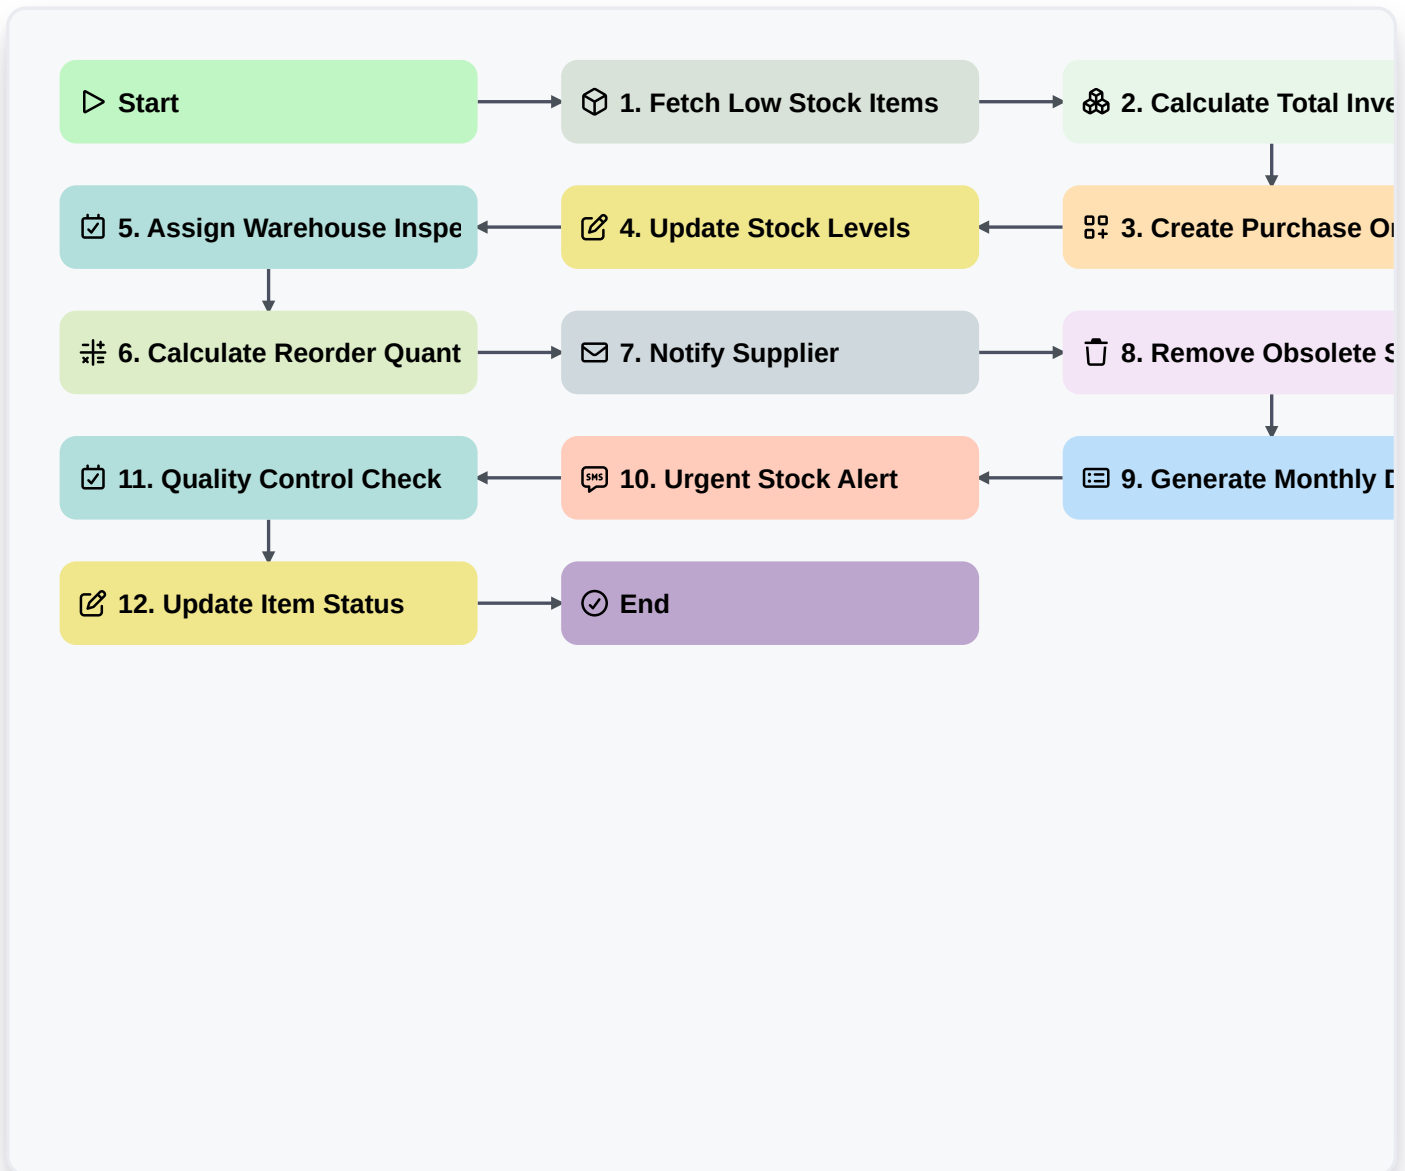 Start
1. Fetch Low Stock Items
2. Calculate Total Inve
5. Assign Warehouse Inspe
4. Update Stock Levels
3. Create Purchase Or
6. Calculate Reorder Quant
7. Notify Supplier
8. Remove Obsolete S
11. Quality Control Check
10. Urgent Stock Alert
SMS
9. Generate Monthly D
12. Update Item Status
End